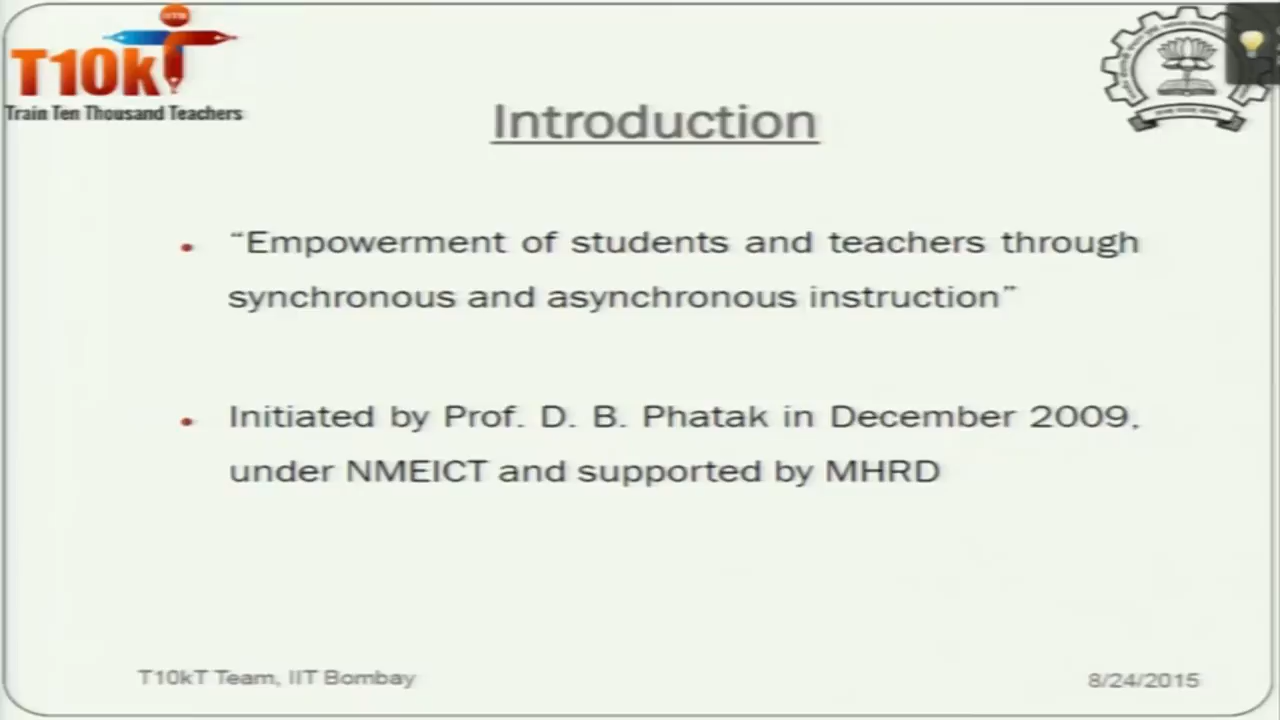 T10kT
Train Ten Thousand Teachers
Introduction
“Empowerment of students and teachers through
synchronous and asynchronous instruction”
Initiated by Prof. D. B. Phatak in December 2009,
under NMEICT and supported by MHRD
T10kT Team, IIT Bombay
8/24/2015